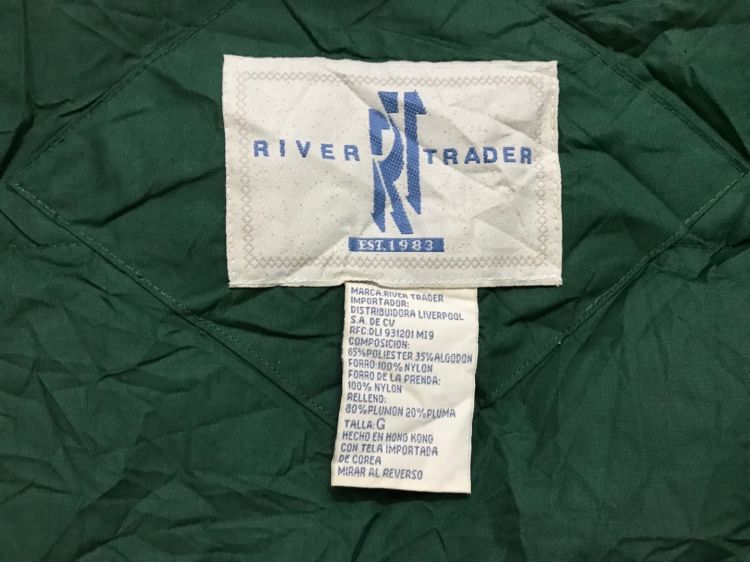 RIVER RT TRADER
EST. 1983
MARCA:RIVER TRADER
IMPORTADOR:
DISTRIBUIDORA LIVERPOOL
S.A. DE CV
RFC:DLI 931201 MI9
COMPOSICION:
65%POLIESTER 35%ALGODON
FORRO:100% NYLON
FORRO DE LA PRENDA:
100% NYLON
RELLENO:
80%PLUMON 20%PLUMA
TALLA: G
HECHO EN HONG KONG
CON TELA IMPORTADA
DE COREA
MIRAR AL REVERSO